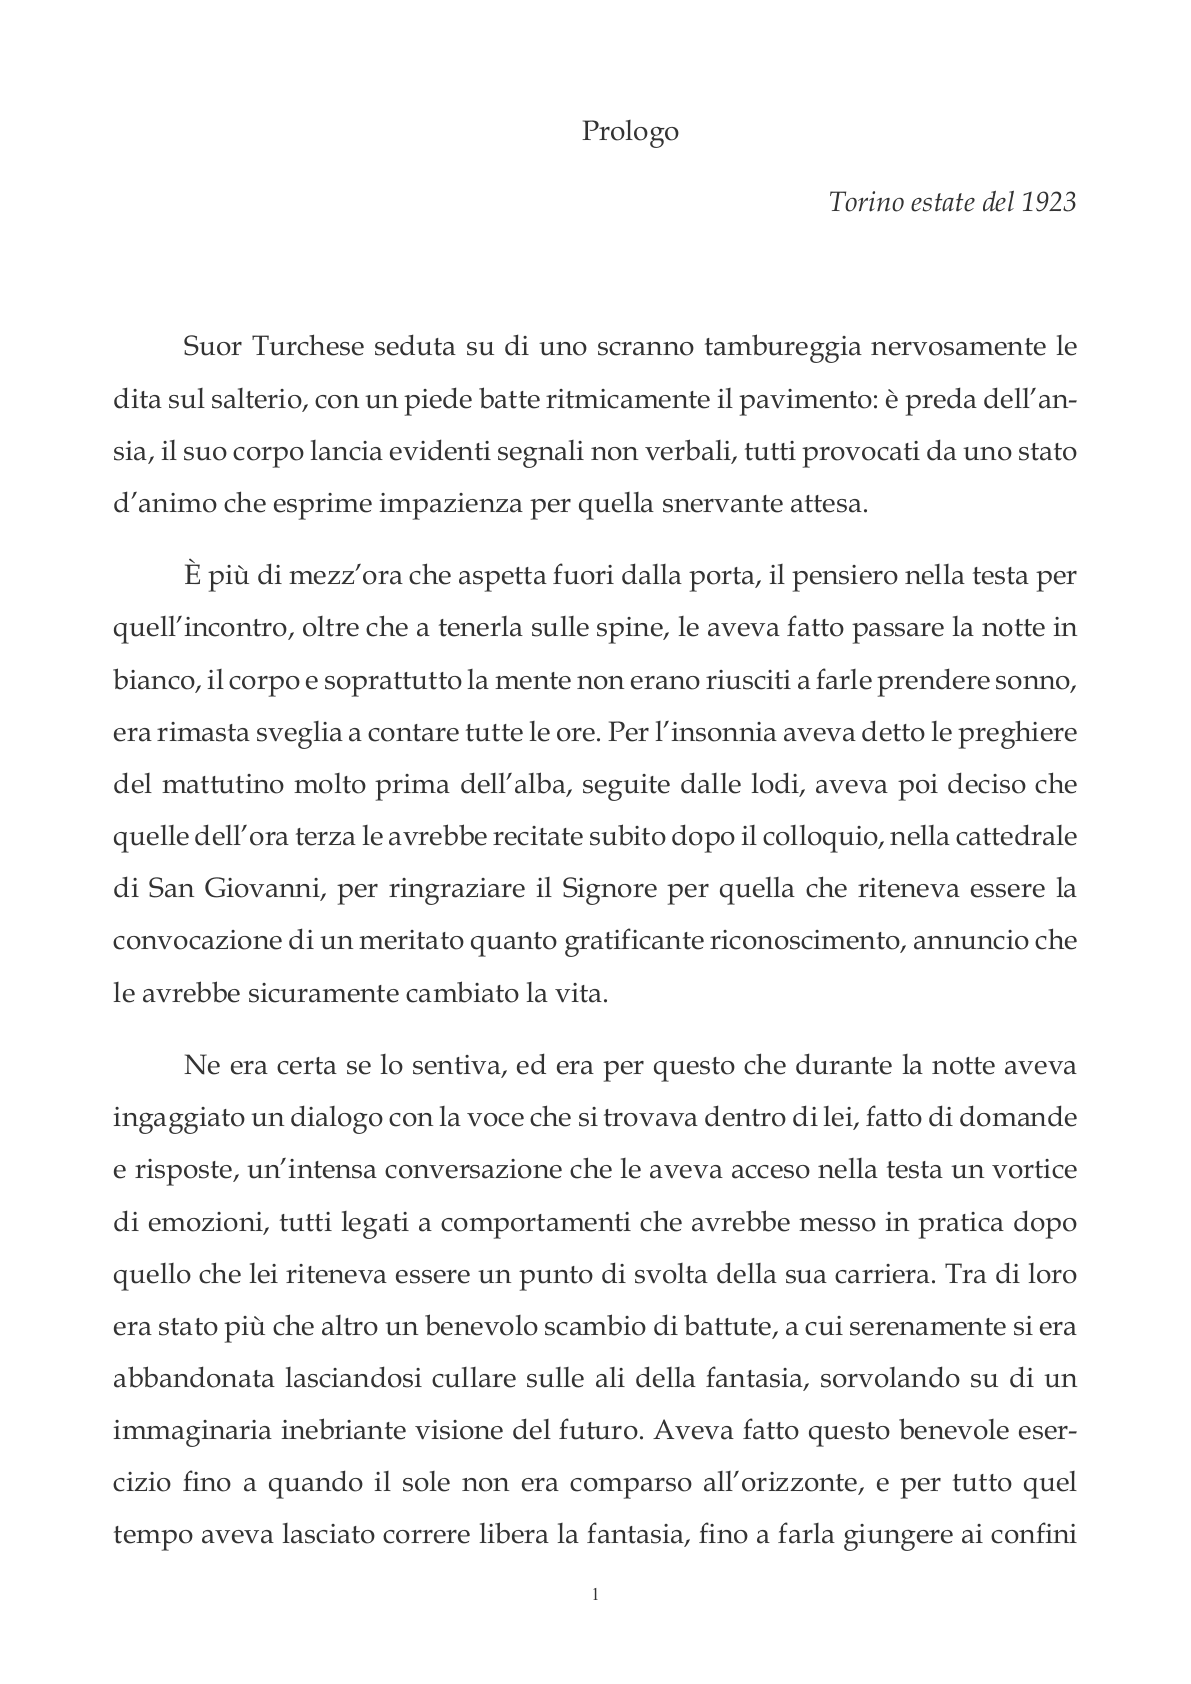 Prologo
Torino estate del 1923
Suor Turchese seduta su di uno scranno tambureggia nervosamente le
dita sul salterio, con un piede batte ritmicamente il pavimento: è preda dell’an-
sia, il suo corpo lancia evidenti segnali non verbali, tutti provocati da uno stato
d’animo che esprime impazienza per quella snervante attesa.
È più di mezz’ora che aspetta fuori dalla porta, il pensiero nella testa per
quell’incontro, oltre che a tenerla sulle spine, le aveva fatto passare la notte in
bianco, il corpo e soprattutto la mente non erano riusciti a farle prendere sonno,
era rimasta sveglia a contare tutte le ore. Per l’insonnia aveva detto le preghiere
del mattutino molto prima dell’alba, seguite dalle lodi, aveva poi deciso che
quelle dell’ora terza le avrebbe recitate subito dopo il colloquio, nella cattedrale
di San Giovanni, per ringraziare il Signore per quella che riteneva essere la
convocazione di un meritato quanto gratificante riconoscimento, annuncio che
le avrebbe sicuramente cambiato la vita.
Ne era certa se lo sentiva, ed era per questo che durante la notte aveva
ingaggiato un dialogo con la voce che si trovava dentro di lei, fatto di domande
e risposte, un’intensa conversazione che le aveva acceso nella testa un vortice
di emozioni, tutti legati a comportamenti che avrebbe messo in pratica dopo
quello che lei riteneva essere un punto di svolta della sua carriera. Tra di loro
era stato più che altro un benevolo scambio di battute, a cui serenamente si era
abbandonata lasciandosi cullare sulle ali della fantasia, sorvolando su di un
immaginaria inebriante visione del futuro. Aveva fatto questo benevole eser-
cizio fino a quando il sole non era comparso all’orizzonte, e per tutto quel
tempo aveva lasciato correre libera la fantasia, fino a farla giungere ai confini
1